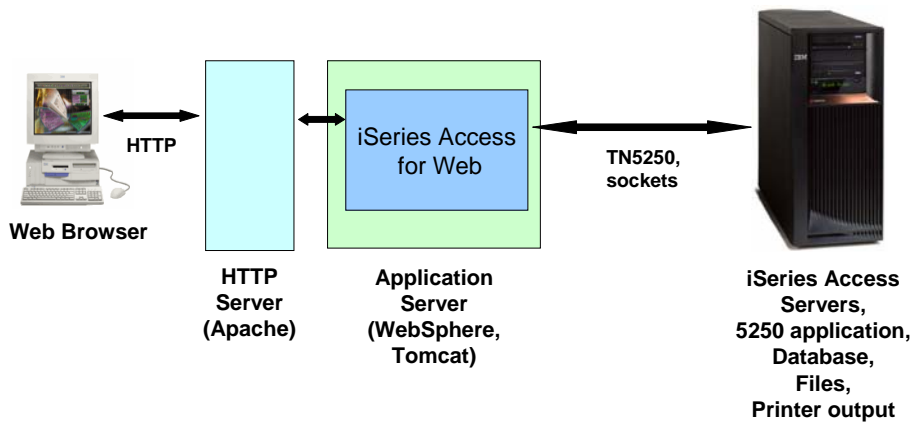 HTTP
Web Browser
HTTP
Server
(Apache)
iSeries Access
for Web
Application
Server
(WebSphere,
Tomcat)
TN5250,
sockets
IBM
iSeries Access
Servers,
5250 application,
Database,
Files,
Printer output